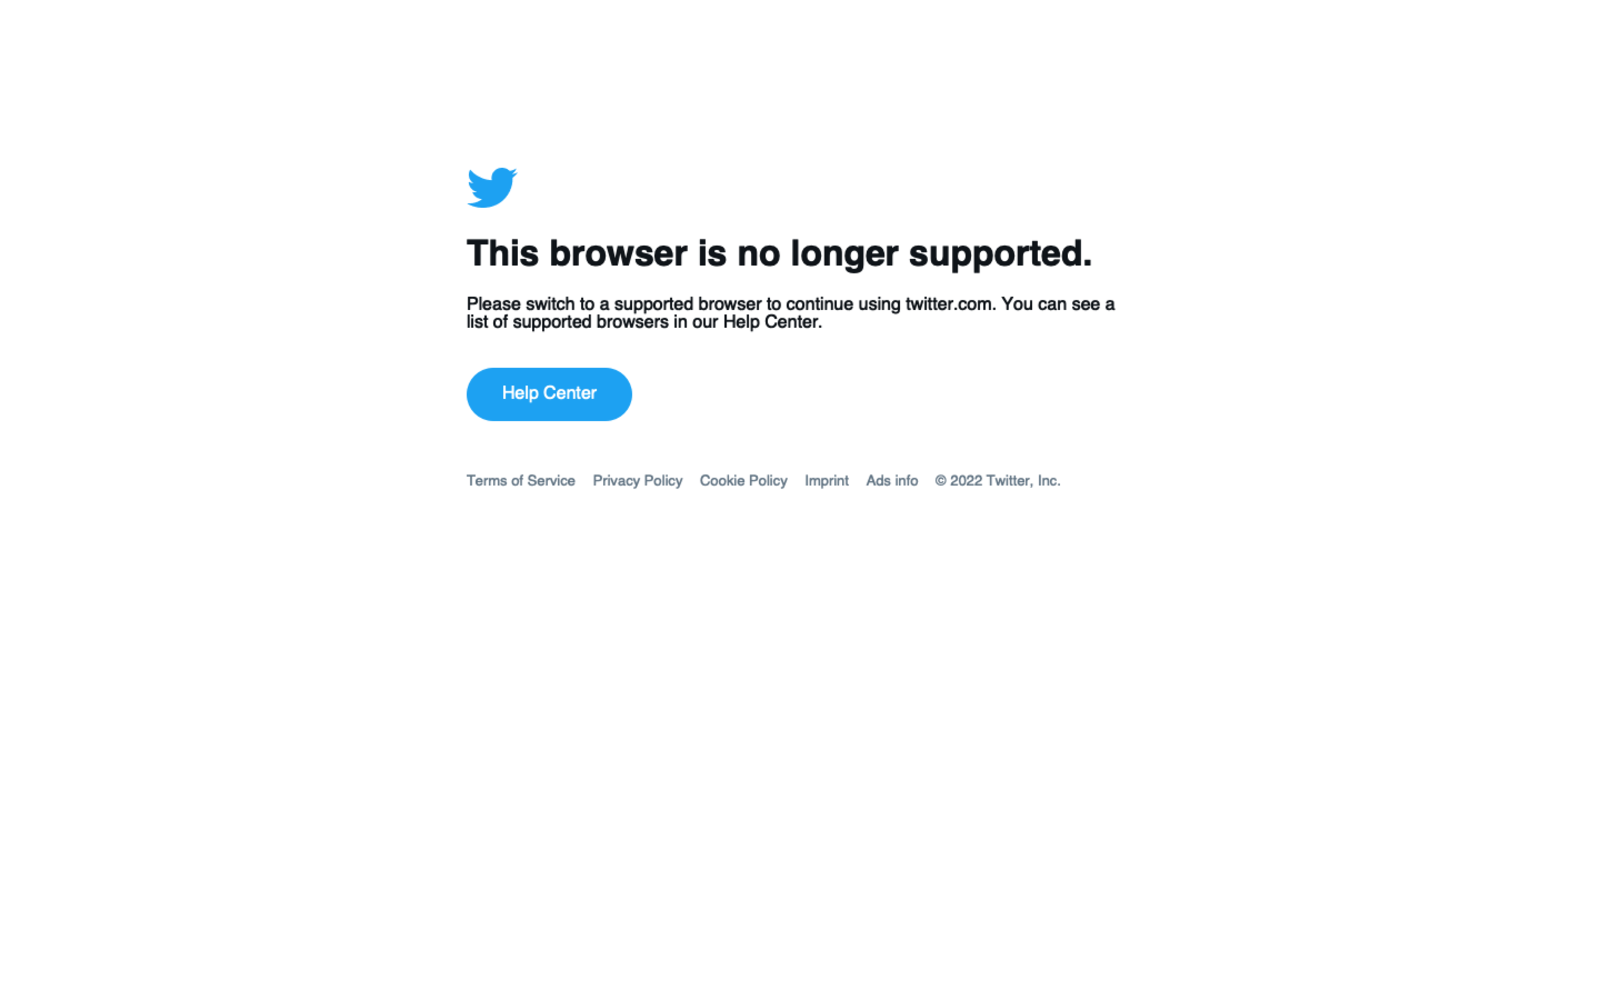 This browser is no longer supported.
Please switch to a supported browser to continue using twitter.com. You can see a
list of supported browsers in our Help Center.
Help Center
Terms of Service Privacy Policy Cookie Policy Imprint Ads info © 2022 Twitter, Inc.